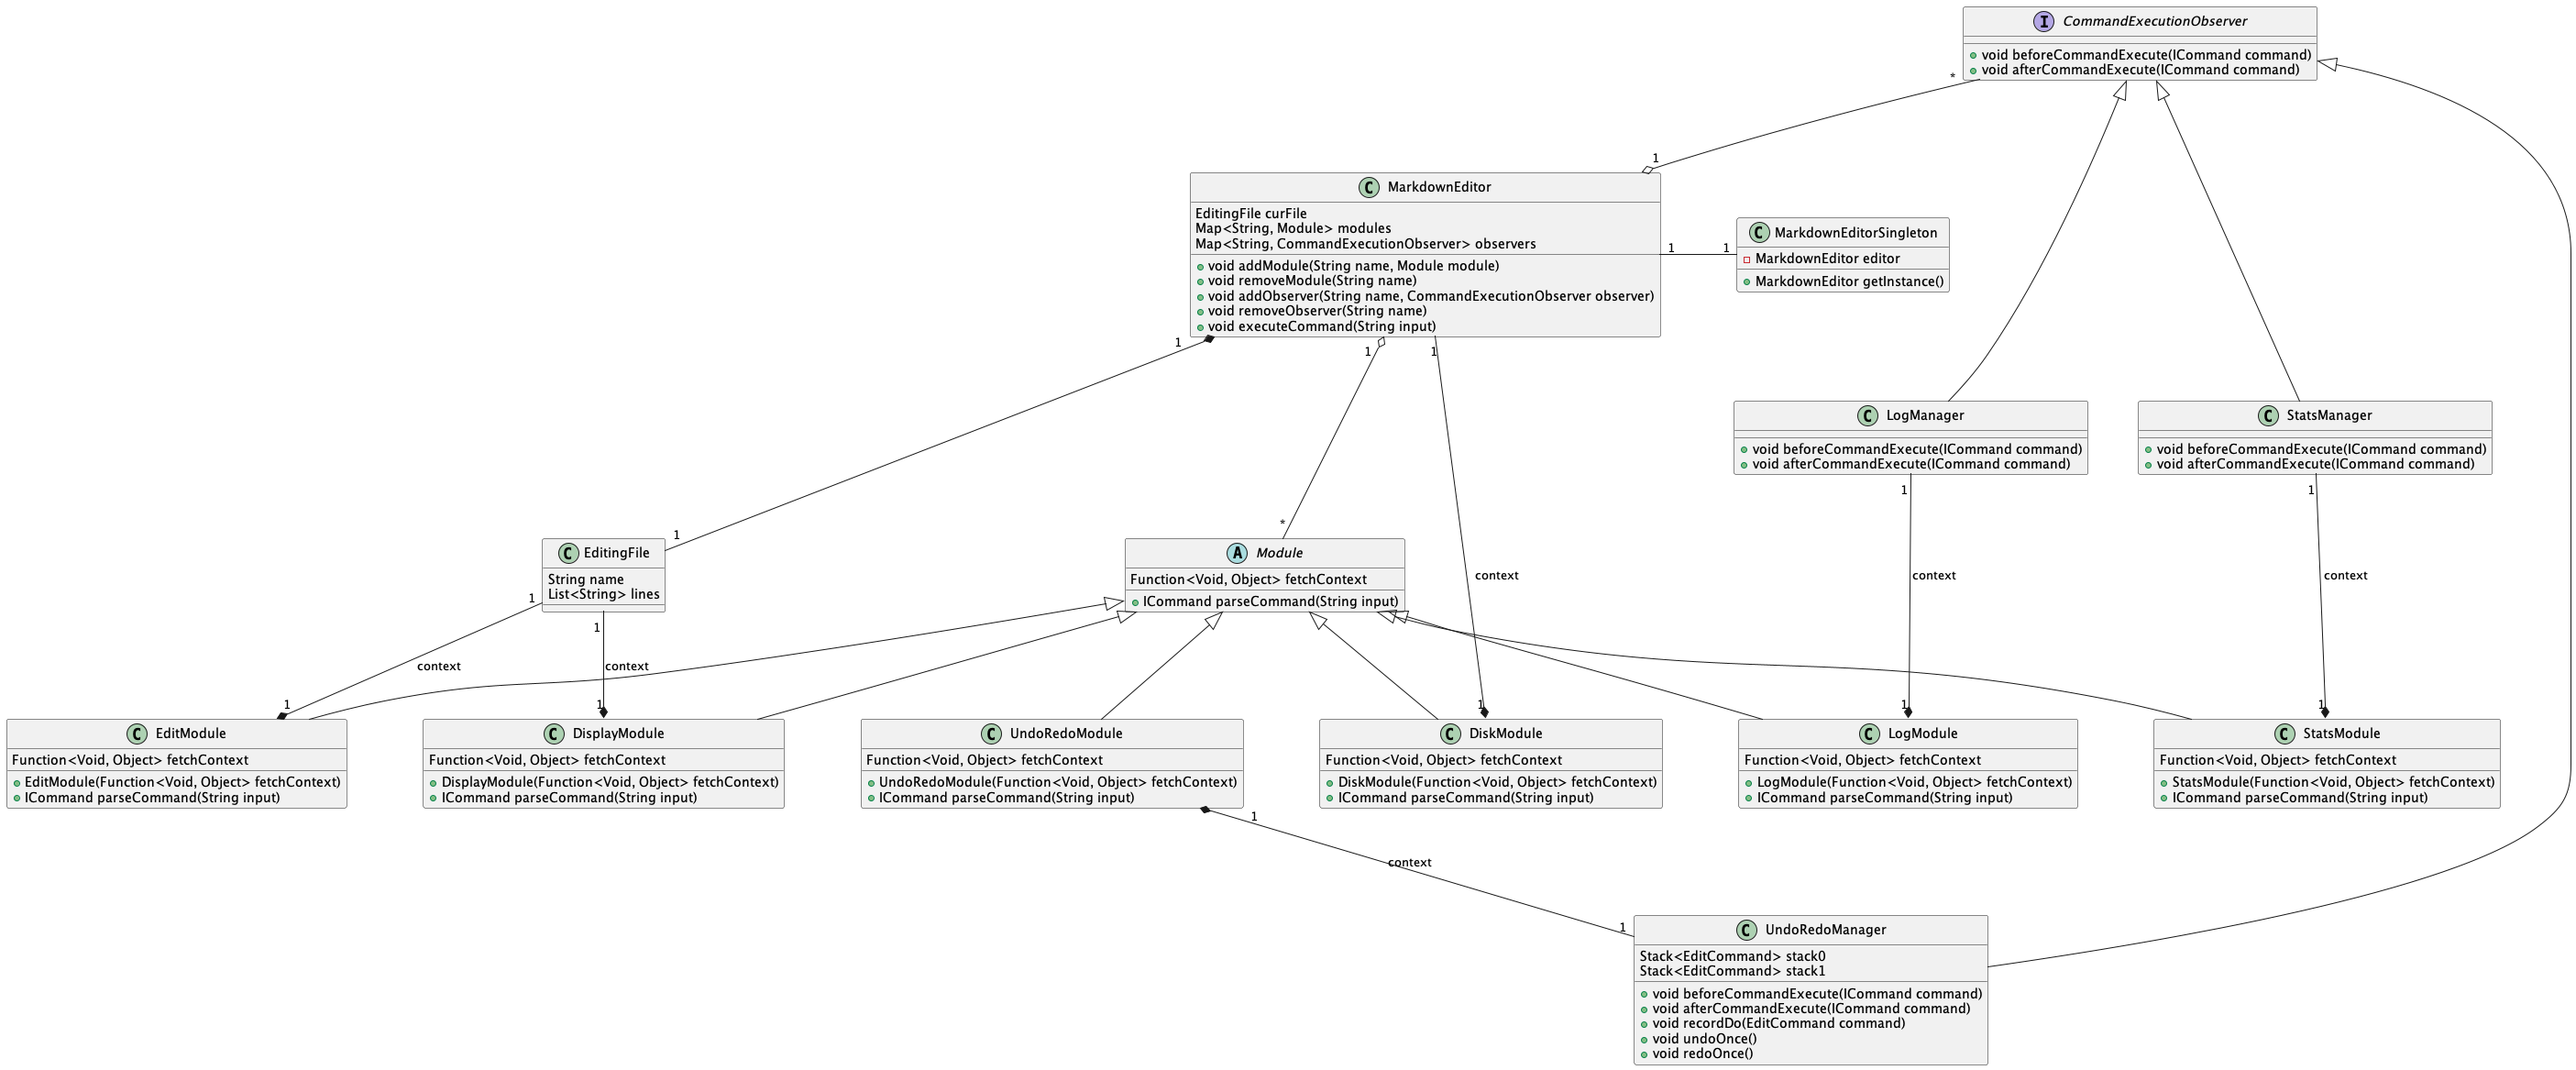 I CommandExecutionObserver
void beforeCommandExecute(ICommand command)
void afterCommandExecute(ICommand command)
*
1
C MarkdownEditor
EditingFile curFile
Map<String, Module> modules
Map<String, CommandExecutionObserver> observers
void addModule(String name, Module module)
void removeModule(String name)
void addObserver(String name, CommandExecutionObserver observer)
void removeObserver(String name)
void executeCommand(String input)
1
1
C MarkdownEditorSingleton
MarkdownEditor editor
MarkdownEditor getInstance()
1
1
1
C LogManager
void beforeCommandExecute(ICommand command)
void afterCommandExecute(ICommand command)
1
C StatsManager
void beforeCommandExecute(ICommand command)
void afterCommandExecute(ICommand command)
1
1
C EditingFile
String name
List<String> lines
1
1
*
A Module
Function<Void, Object> fetchContext
ICommand parseCommand(String input)
context
context
context
context
context
1
C EditModule
Function<Void, Object> fetchContext
EditModule(Function<Void, Object> fetchContext)
ICommand parseCommand(String input)
1
C DisplayModule
Function<Void, Object> fetchContext
DisplayModule(Function<Void, Object> fetchContext)
ICommand parseCommand(String input)
C UndoRedoModule
Function<Void, Object> fetchContext
UndoRedoModule(Function<Void, Object> fetchContext)
ICommand parseCommand(String input)
1
1
C DiskModule
Function<Void, Object> fetchContext
DiskModule(Function<Void, Object> fetchContext)
ICommand parseCommand(String input)
1
C LogModule
Function<Void, Object> fetchContext
LogModule(Function<Void, Object> fetchContext)
ICommand parseCommand(String input)
1
C StatsModule
Function<Void, Object> fetchContext
StatsModule(Function<Void, Object> fetchContext)
ICommand parseCommand(String input)
context
1
C UndoRedoManager
Stack<EditCommand> stack0
Stack<EditCommand> stack1
void beforeCommandExecute(ICommand command)
void afterCommandExecute(ICommand command)
void recordDo(EditCommand command)
void undoOnce()
void redoOnce()